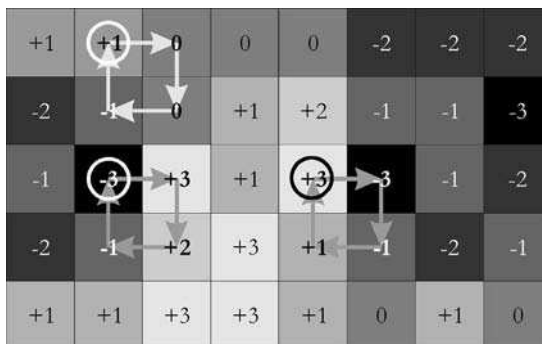 +1 +1 0 0 0 -2 -2 -2
-2 -1 0 +1 +2 -1 -1 -3
-1 -3 +3 +1 +3 -3 -1 -2
-2 -1 +2 +3 +1 -1 -2 -1
+1 +1 +3 +3 +1 0 +1 0